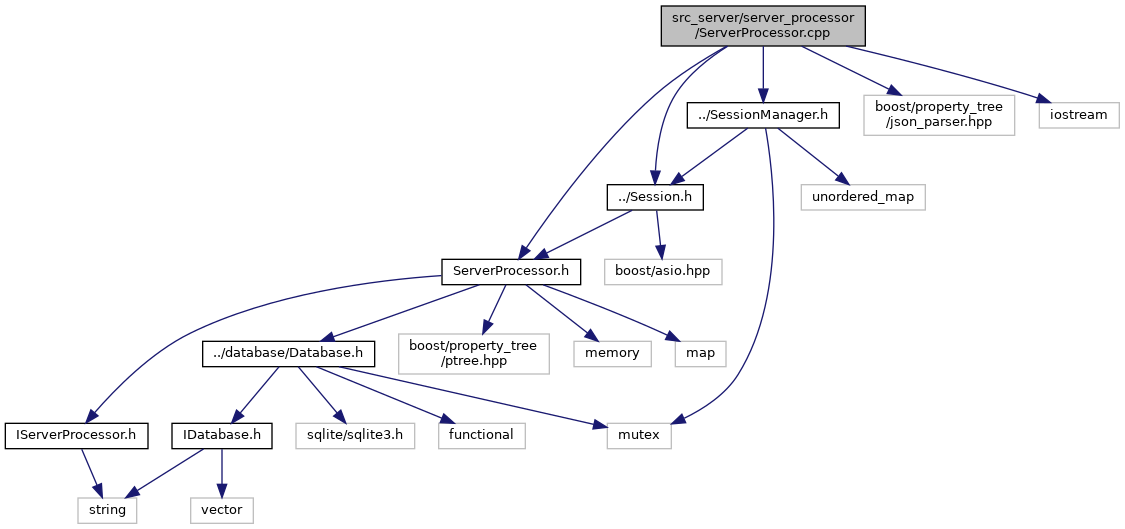 src_server/server_processor
/ServerProcessor.cpp
../SessionManager.h
boost/property_tree
/json_parser.hpp
iostream
../Session.h
unordered_map
ServerProcessor.h
boost/asio.hpp
../database/Database.h
boost/property_tree
/ptree.hpp
memory
map
IServerProcessor.h
IDatabase.h
sqlite/sqlite3.h
functional
mutex
string
vector